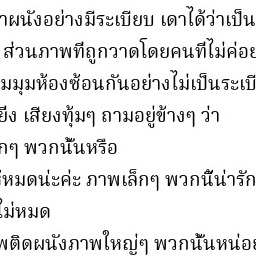 าผนังอย่างมีระเบียบ เดาได้ว่าเป็น
ส่วนภาพที่ถูกวาดโดยคนที่ไม่ค่อย
มมุมห้องซ้อนกันอย่างไม่เป็นระเบี
ยิง เสียงทุ้มๆ ถามอยู่ข้างๆ ว่า
กๆ พวกนั้นหรือ
หมดน่ะค่ะ ภาพเล็กๆ พวกนี้น่ารัก
ไม่หมด
พติดผนังภาพใหญ่ๆ พวกนั้นหน่อย